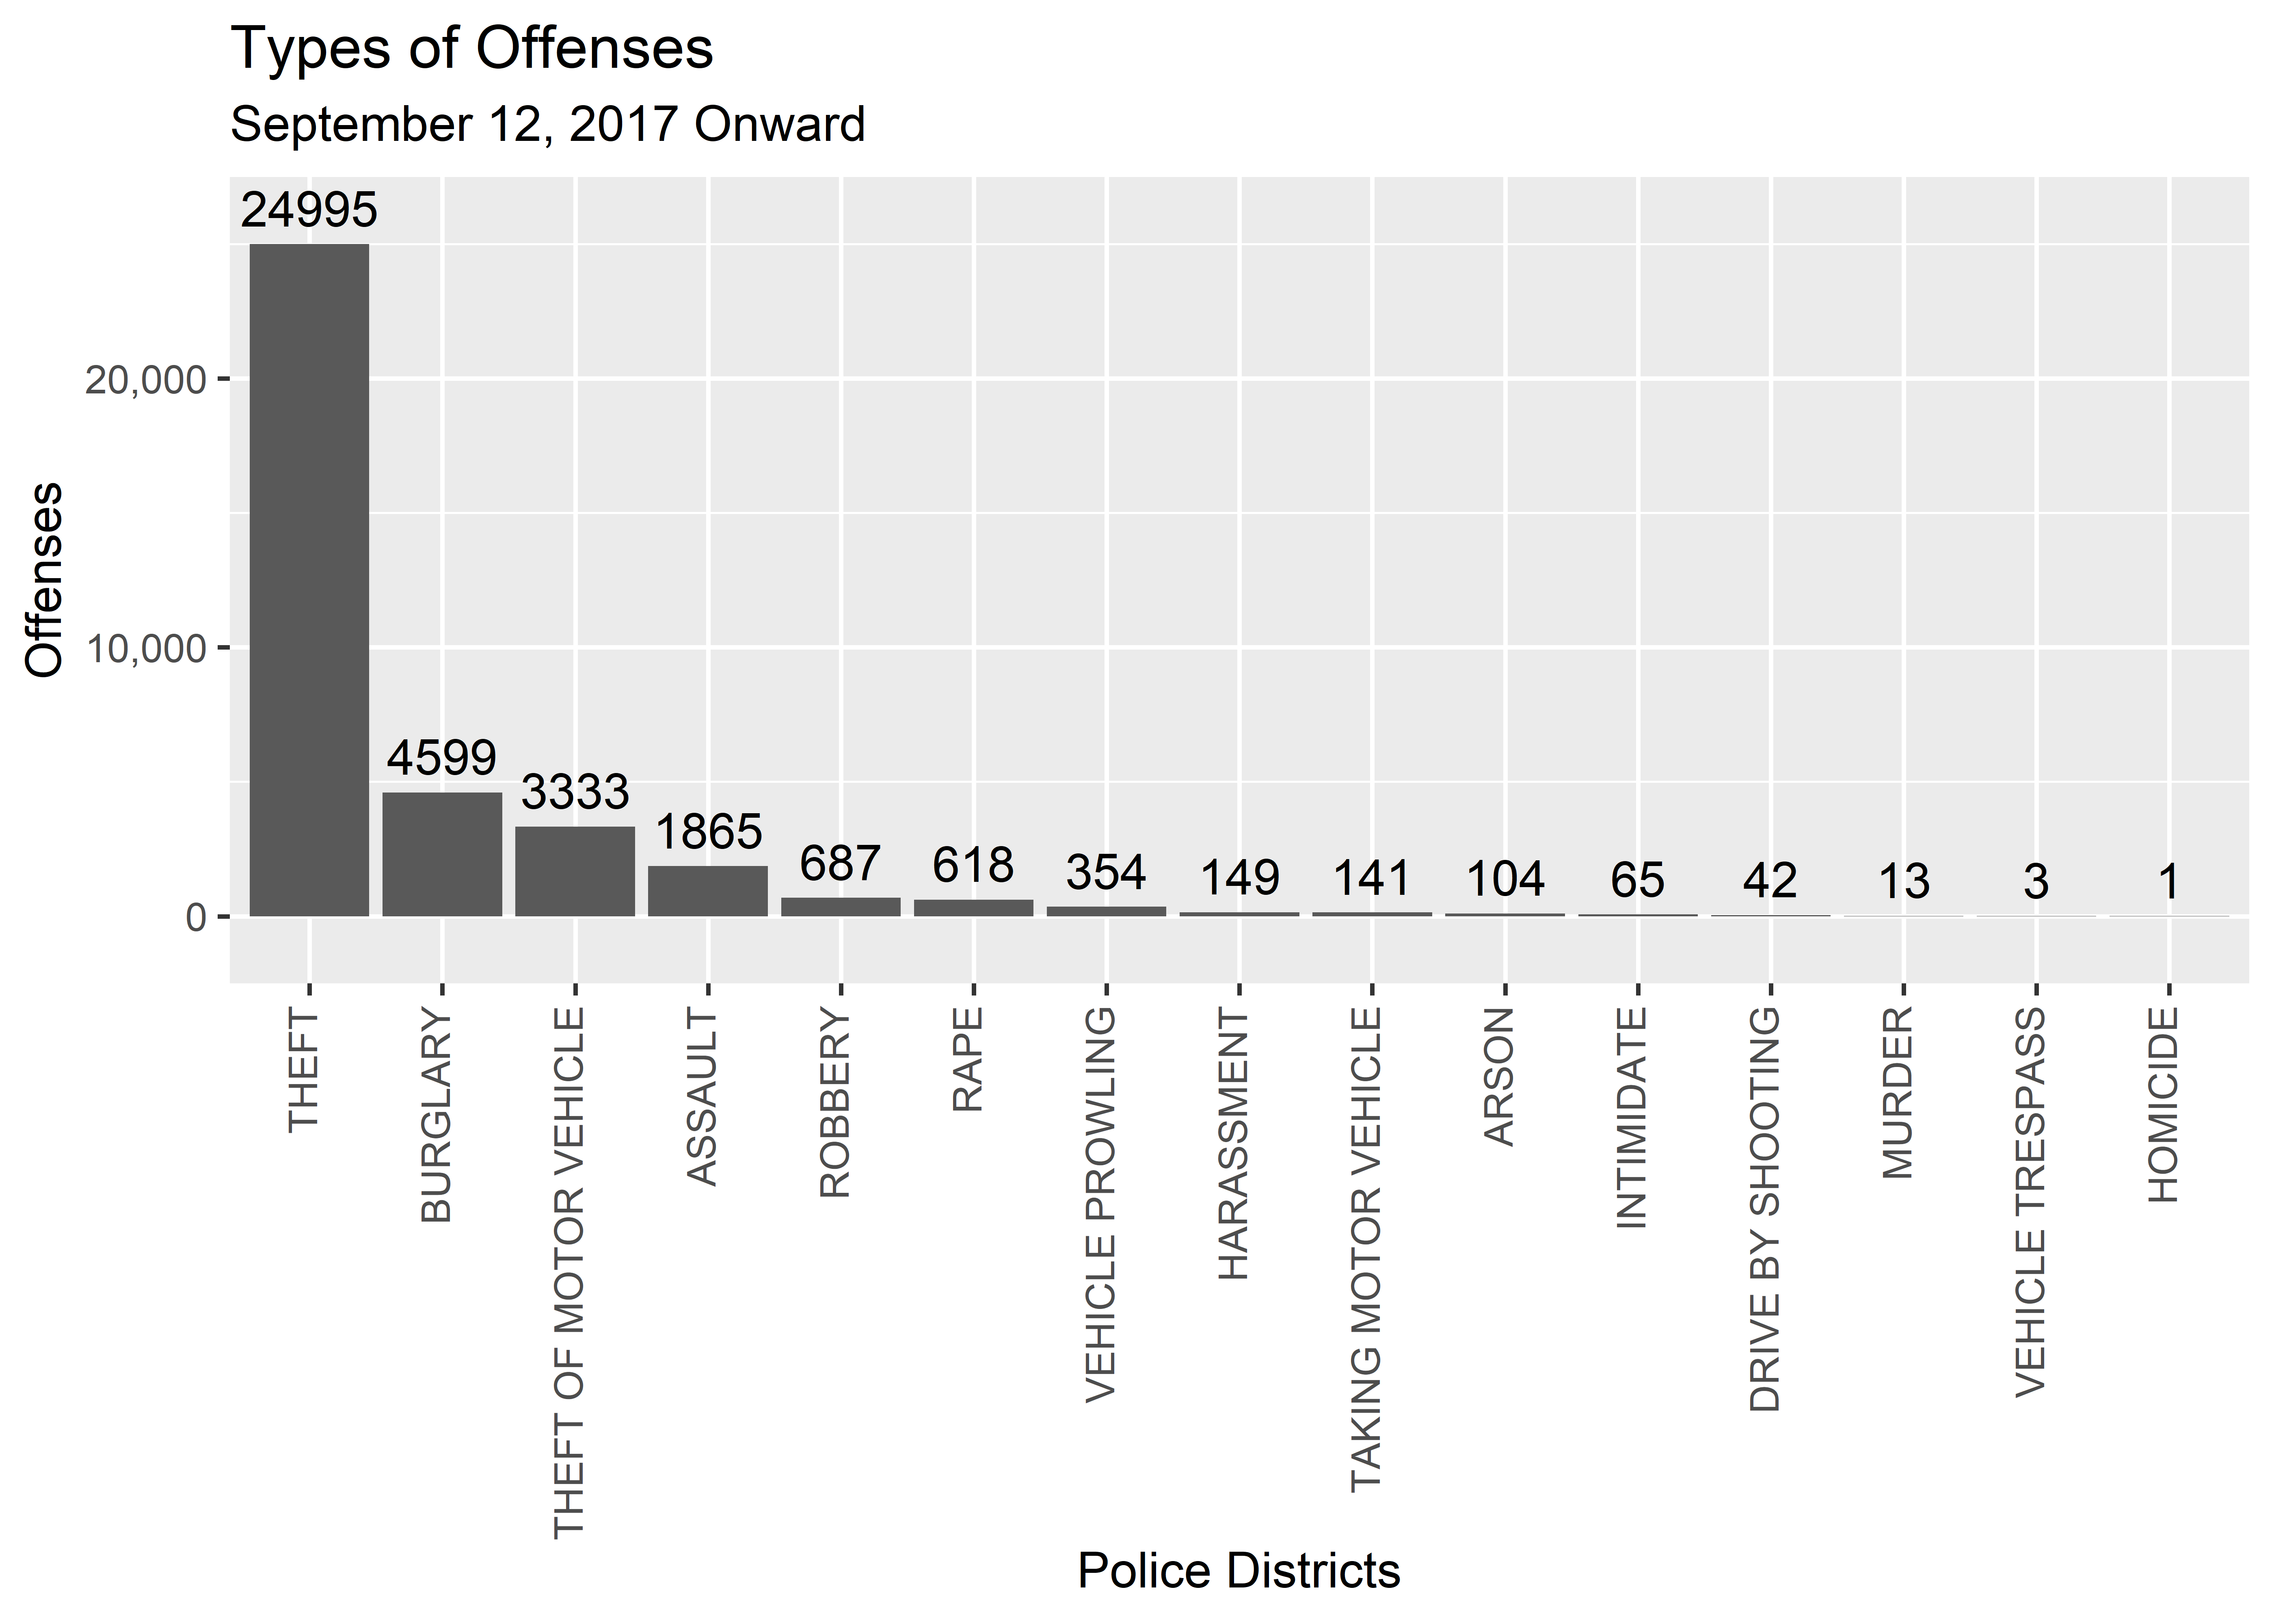 Types of Offenses
September 12, 2017 Onward
24995
4599
3333
1865
687
618
354
149
141
104
65
42
13
3
1
20,000
10,000
0
Offenses
THEFT
BURGLARY
THEFT OF MOTOR VEHICLE
ASSAULT
ROBBERY
RAPE
VEHICLE PROWLING
HARASSMENT
TAKING MOTOR VEHICLE
ARSON
INTIMIDATE
DRIVE BY SHOOTING
MURDER
VEHICLE TRESPASS
HOMICIDE
Police Districts